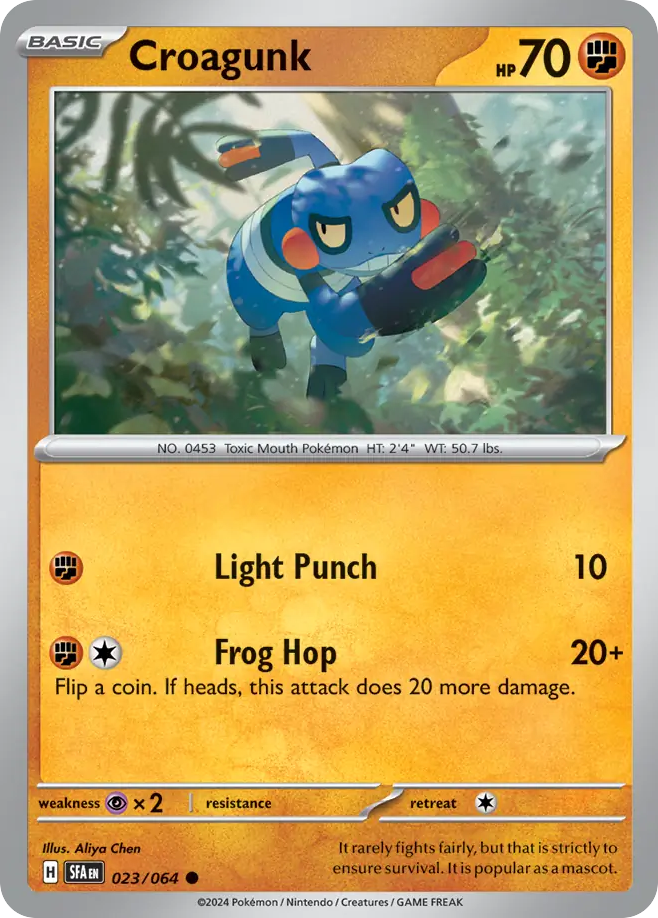 BASIC
Croagunk
HP 70
NO. 0453 Toxic Mouth Pokémon HT: 2'4" WT: 50.7 lbs.
Light Punch 10
Frog Hop 20+
Flip a coin. If heads, this attack does 20 more damage.
weakness ×2 resistance retreat
Illus. Aliya Chen
It rarely fights fairly, but that is strictly to
ensure survival. It is popular as a mascot.
H SFA EN 023/064
©2024 Pokémon / Nintendo / Creatures / GAME FREAK